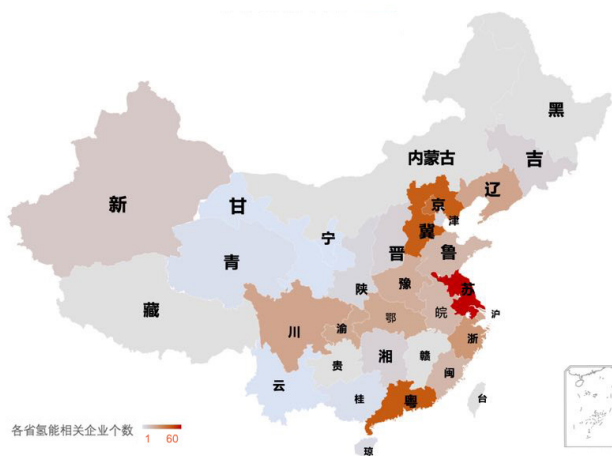 黑
吉
内蒙古
辽
新
甘
京
津
宁
冀
青
晋
鲁
陕
豫
苏
藏
鄂
皖
沪
川
渝
浙
湘
赣
贵
闽
云
桂
粤
台
琼
各省氢能相关企业个数
1 60